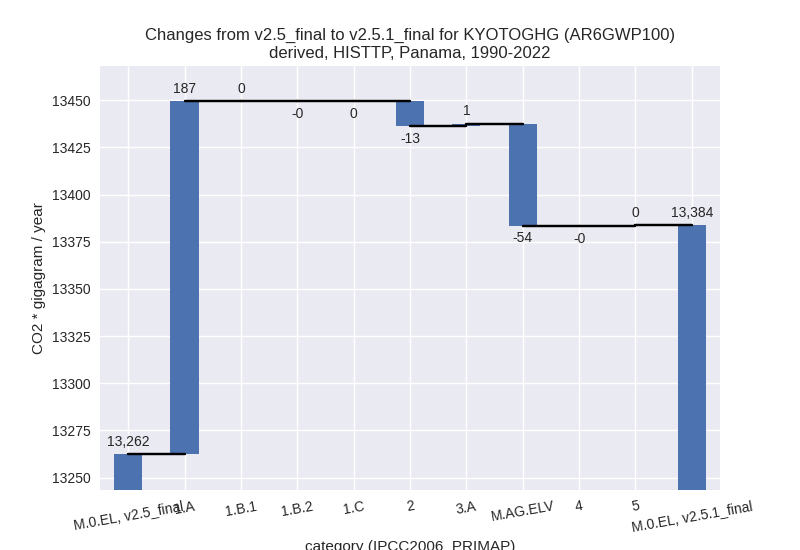 Changes from v2.5_final to v2.5.1_final for KYOTOGHG (AR6GWP100)
derived, HISTTP, Panama, 1990-2022
CO2 * gigagram / year
13450
13425
13400
13375
13350
13325
13300
13275
13250
13,262
187
0
-0
0
-13
1
-54
-0
0
13,384
M.0.EL, v2.5_final
1.A
1.B.1
1.B.2
1.C
2
3.A
M.AG.ELV
4
5
M.0.EL, v2.5.1_final
category (IPCC2006_PRIMAP)